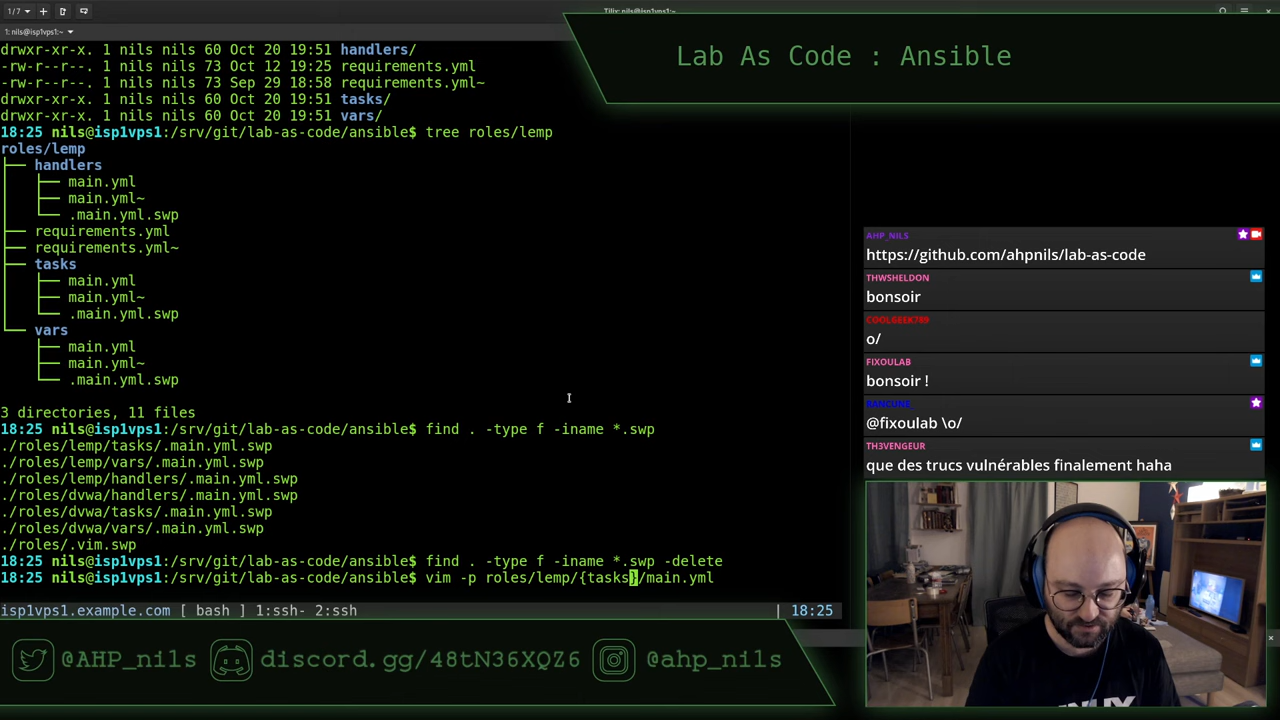 1/7
Tilix: nils@isp1vps1:~
1: nils@isp1vps1:~
Lab As Code : Ansible
drwxr-xr-x. 1 nils nils 60 Oct 20 19:51 handlers/
-rw-r--r--. 1 nils nils 73 Oct 12 19:25 requirements.yml
-rw-r--r--. 1 nils nils 73 Sep 29 18:58 requirements.yml~
drwxr-xr-x. 1 nils nils 60 Oct 20 19:51 tasks/
drwxr-xr-x. 1 nils nils 60 Oct 20 19:51 vars/
18:25 nils@isp1vps1:/srv/git/lab-as-code/ansible$ tree roles/lemp
roles/lemp
├── handlers
│   ├── main.yml
│   ├── main.yml~
│   └── .main.yml.swp
├── requirements.yml
├── requirements.yml~
├── tasks
│   ├── main.yml
│   ├── main.yml~
│   └── .main.yml.swp
└── vars
    ├── main.yml
    ├── main.yml~
    └── .main.yml.swp
3 directories, 11 files
18:25 nils@isp1vps1:/srv/git/lab-as-code/ansible$ find . -type f -iname *.swp
./roles/lemp/tasks/.main.yml.swp
./roles/lemp/vars/.main.yml.swp
./roles/lemp/handlers/.main.yml.swp
./roles/dvwa/handlers/.main.yml.swp
./roles/dvwa/tasks/.main.yml.swp
./roles/dvwa/vars/.main.yml.swp
./roles/.vim.swp
18:25 nils@isp1vps1:/srv/git/lab-as-code/ansible$ find . -type f -iname *.swp -delete
18:25 nils@isp1vps1:/srv/git/lab-as-code/ansible$ vim -p roles/lemp/{tasks}/main.yml
isp1vps1.example.com [ bash ] 1:ssh- 2:ssh | 18:25
AHP_NILS
https://github.com/ahpnils/lab-as-code
THWSHELDON
bonsoir
COOLGEEK789
o/
FIXOULAB
bonsoir !
RANCUNE
@fixoulab \o/
TH3VENGEUR
que des trucs vulnérables finalement haha
@AHP_nils
discord.gg/48tN36XQZ6
@ahp_nils